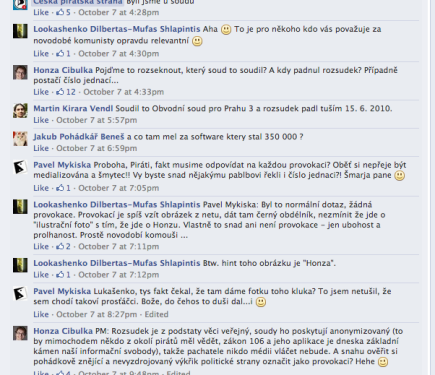 Česká pirátská strana Byli jsme u soudu
Like · 5 · October 7 at 4:28pm
Lookashenko Dilbertas-Mufas Shlapintis Aha To je pro někoho kdo vás považuje za
novodobé komunisty opravdu relevantní
Like · 1 · October 7 at 4:30pm
Honza Cibulka Pojďme to rozseknout, který soud to soudil? A kdy padnul rozsudek? Případně
postačí číslo jednací...
Like · 12 · October 7 at 4:33pm
Martin Kirara Vendl Soudil to Obvodní soud pro Prahu 3 a rozsudek padl tuším 15. 6. 2010.
Like · October 7 at 5:57pm
Jakub Pohádkář Beneš a co tam mel za software ktery stal 350 000 ?
Like · October 7 at 6:59pm
Pavel Mykiska Proboha, Piráti, fakt musíme odpovídat na každou provokaci? Oběť si nepřeje být
medializována a šmytec!! Vy byste snad nějakýmu pablbovi řekli i číslo jednací?! Šmarja pane
Like · 1 · October 7 at 7:05pm
Lookashenko Dilbertas-Mufas Shlapintis Pavel Mykiska: Byl to normální dotaz, žádná
provokace. Provokací je spíš vzít obrázek z netu, dát tam černý obdélník, nezmínit že jde o
"ilustrační foto" s tím, že jde o Honzu. Vlastně to snad ani není provokace - jen ubohost a
prolhanost. Prostě novodobí komouši ...
Like · 2 · October 7 at 7:11pm
Lookashenko Dilbertas-Mufas Shlapintis Btw. hint toho obrázku je "Honza".
Like · October 7 at 7:12pm
Pavel Mykiska Lukašenko, tys fakt čekal, že tam dáme fotku toho kluka? To jsem netušil, že
sem chodí takoví prosťáčci. Bože, do čehos to duši dal...i
Like · October 7 at 8:27pm · Edited
Honza Cibulka PM: Rozsudek je z podstaty věci veřejný, soudy ho poskytují anonymizovaný (to
by mimochodem někdo z okolí pirátů měl vědět, zákon 106 a jeho aplikace je dneska základní
kámen naší informační svobody), takže pachatele nikdo médii vláčet nebude. A snahu ověřit si
pohádkově znějící a nevyzdrojovaný výkřik politické strany označit jako provokaci? Hehe
Like · 4 · October 7 at 9:48pm · Edited